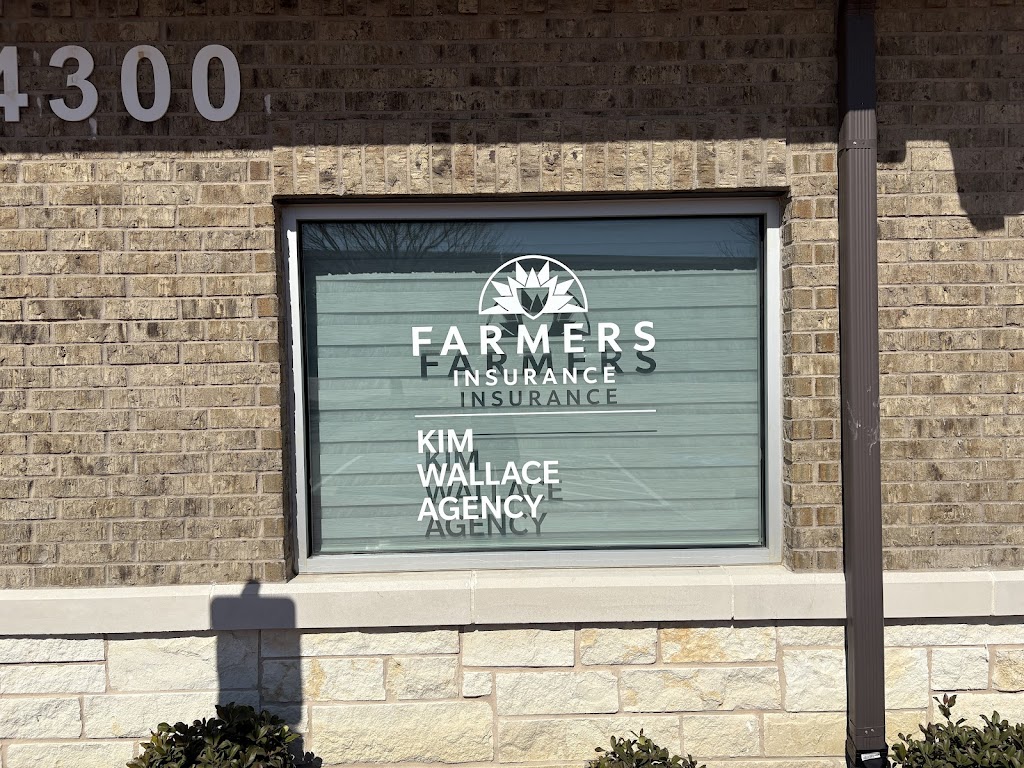 4300
FARMERS
INSURANCE
KIM
WALLACE
AGENCY